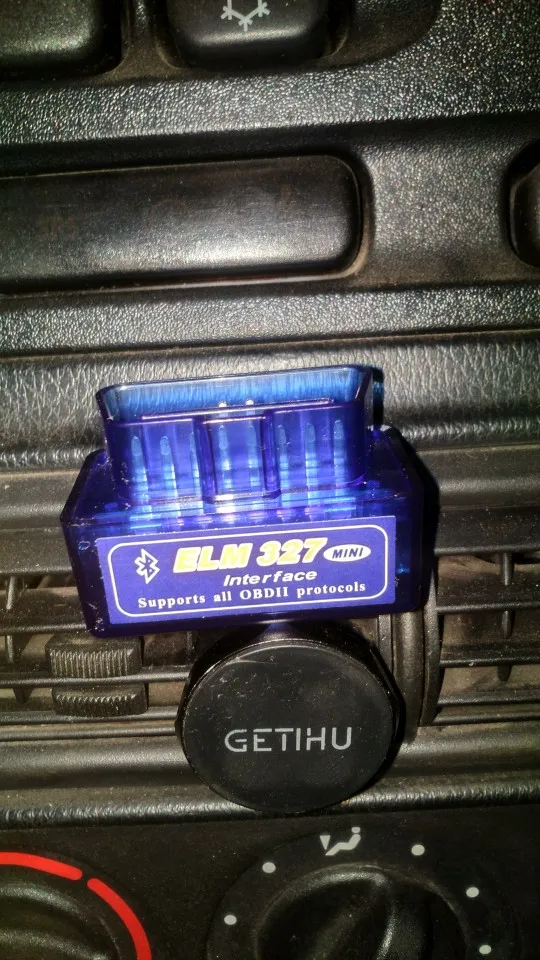 ELM 327 MINI
Interface
Supports all OBDII protocols
GETIHU